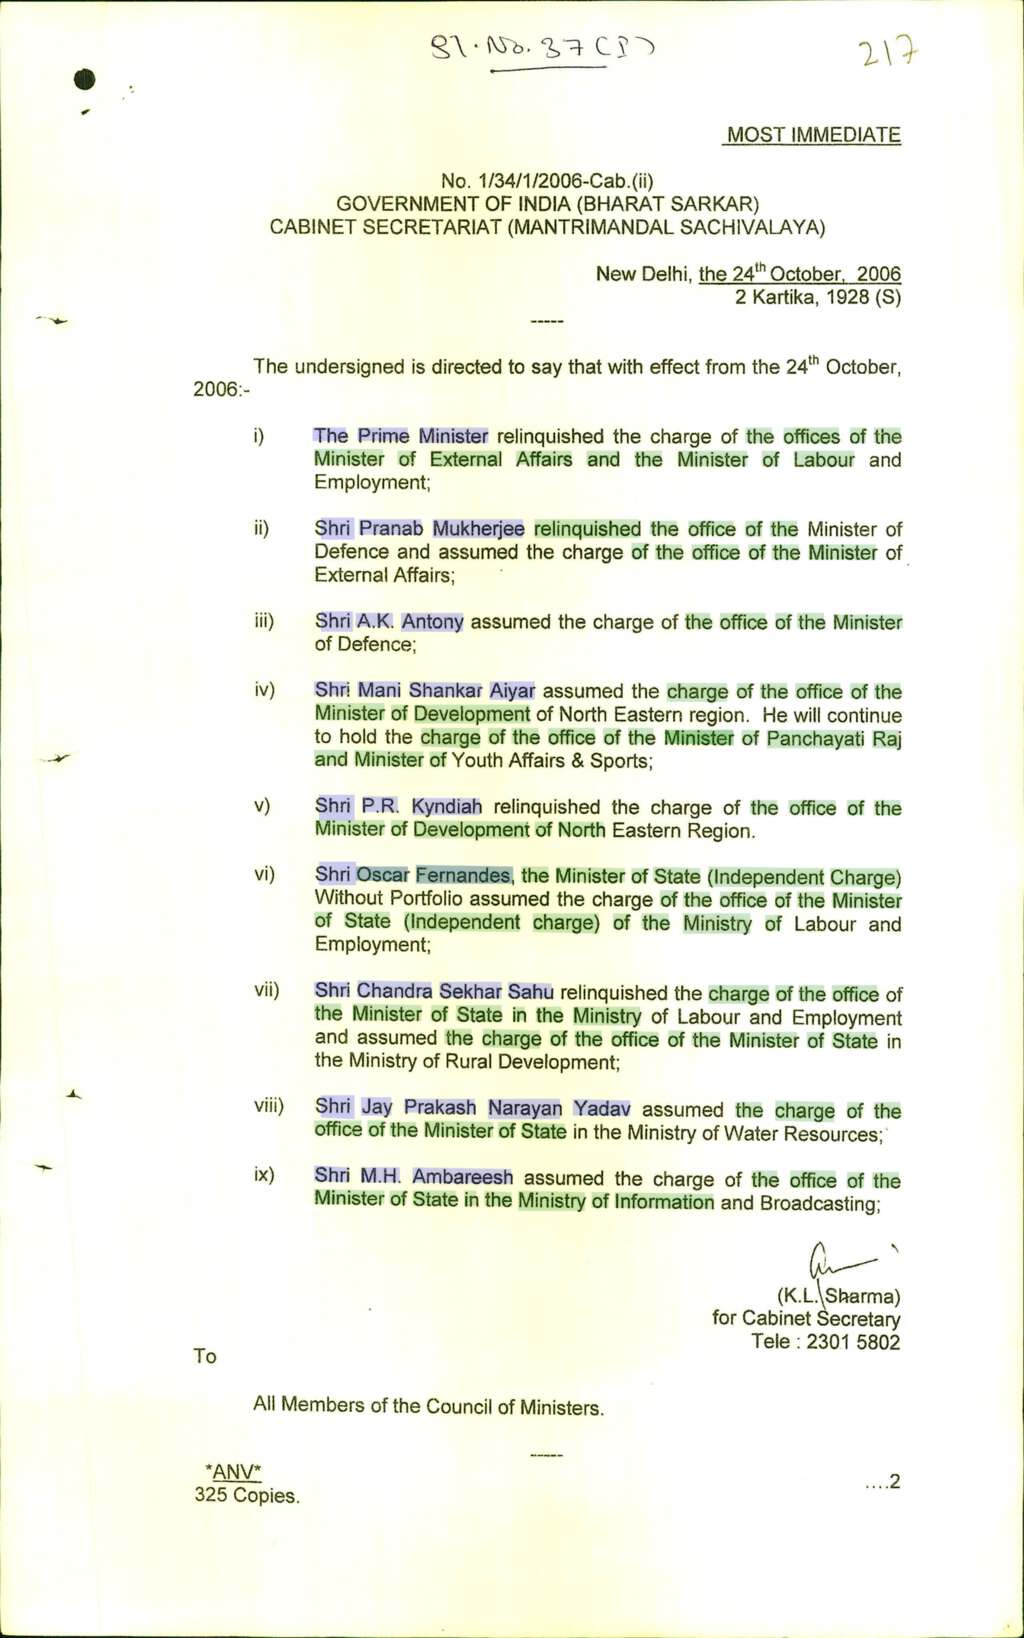 Sl. No. 37(I)
217
MOST IMMEDIATE
No. 1/34/1/2006-Cab.(ii)
GOVERNMENT OF INDIA (BHARAT SARKAR)
CABINET SECRETARIAT (MANTRIMANDAL SACHIVALAYA)
New Delhi, the 24th October, 2006
2 Kartika, 1928 (S)
-----
The undersigned is directed to say that with effect from the 24th October,
2006:-
i) The Prime Minister relinquished the charge of the offices of the
Minister of External Affairs and the Minister of Labour and
Employment;
ii) Shri Pranab Mukherjee relinquished the office of the Minister of
Defence and assumed the charge of the office of the Minister of
External Affairs;
iii) Shri A.K. Antony assumed the charge of the office of the Minister
of Defence;
iv) Shri Mani Shankar Aiyar assumed the charge of the office of the
Minister of Development of North Eastern region. He will continue
to hold the charge of the office of the Minister of Panchayati Raj
and Minister of Youth Affairs & Sports;
v) Shri P.R. Kyndiah relinquished the charge of the office of the
Minister of Development of North Eastern Region.
vi) Shri Oscar Fernandes, the Minister of State (Independent Charge)
Without Portfolio assumed the charge of the office of the Minister
of State (Independent charge) of the Ministry of Labour and
Employment;
vii) Shri Chandra Sekhar Sahu relinquished the charge of the office of
the Minister of State in the Ministry of Labour and Employment
and assumed the charge of the office of the Minister of State in
the Ministry of Rural Development;
viii) Shri Jay Prakash Narayan Yadav assumed the charge of the
office of the Minister of State in the Ministry of Water Resources;
ix) Shri M.H. Ambareesh assumed the charge of the office of the
Minister of State in the Ministry of Information and Broadcasting;
(K.L. Sharma)
for Cabinet Secretary
Tele : 2301 5802
To
All Members of the Council of Ministers.
-----
*ANV*
325 Copies.
....2